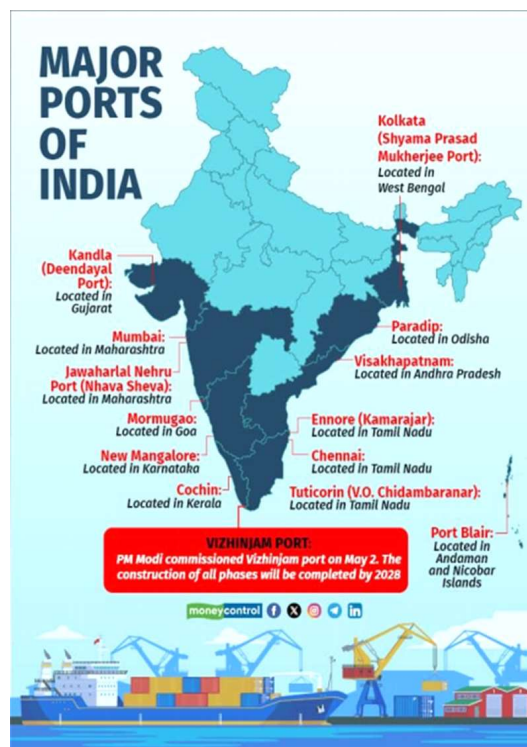 MAJOR
PORTS
OF
INDIA
Kolkata
(Shyama Prasad
Mukherjee Port):
Located in
West Bengal
Kandla
(Deendayal
Port):
Located in
Gujarat
Mumbai:
Located in Maharashtra
Jawaharlal Nehru
Port (Nhava Sheva):
Located in Maharashtra
Mormugao:
Located in Goa
New Mangalore:
Located in Karnataka
Cochin:
Located in Kerala
Paradip:
Located in Odisha
Visakhapatnam:
Located in Andhra Pradesh
Ennore (Kamarajar):
Located in Tamil Nadu
Chennai:
Located in Tamil Nadu
Tuticorin (V.O. Chidambaranar):
Located in Tamil Nadu
Port Blair:
Located in
Andaman
and Nicobar
Islands
VIZHINJAM PORT:
PM Modi commissioned Vizhinjam port on May 2. The
construction of all phases will be completed by 2028
moneycontrol